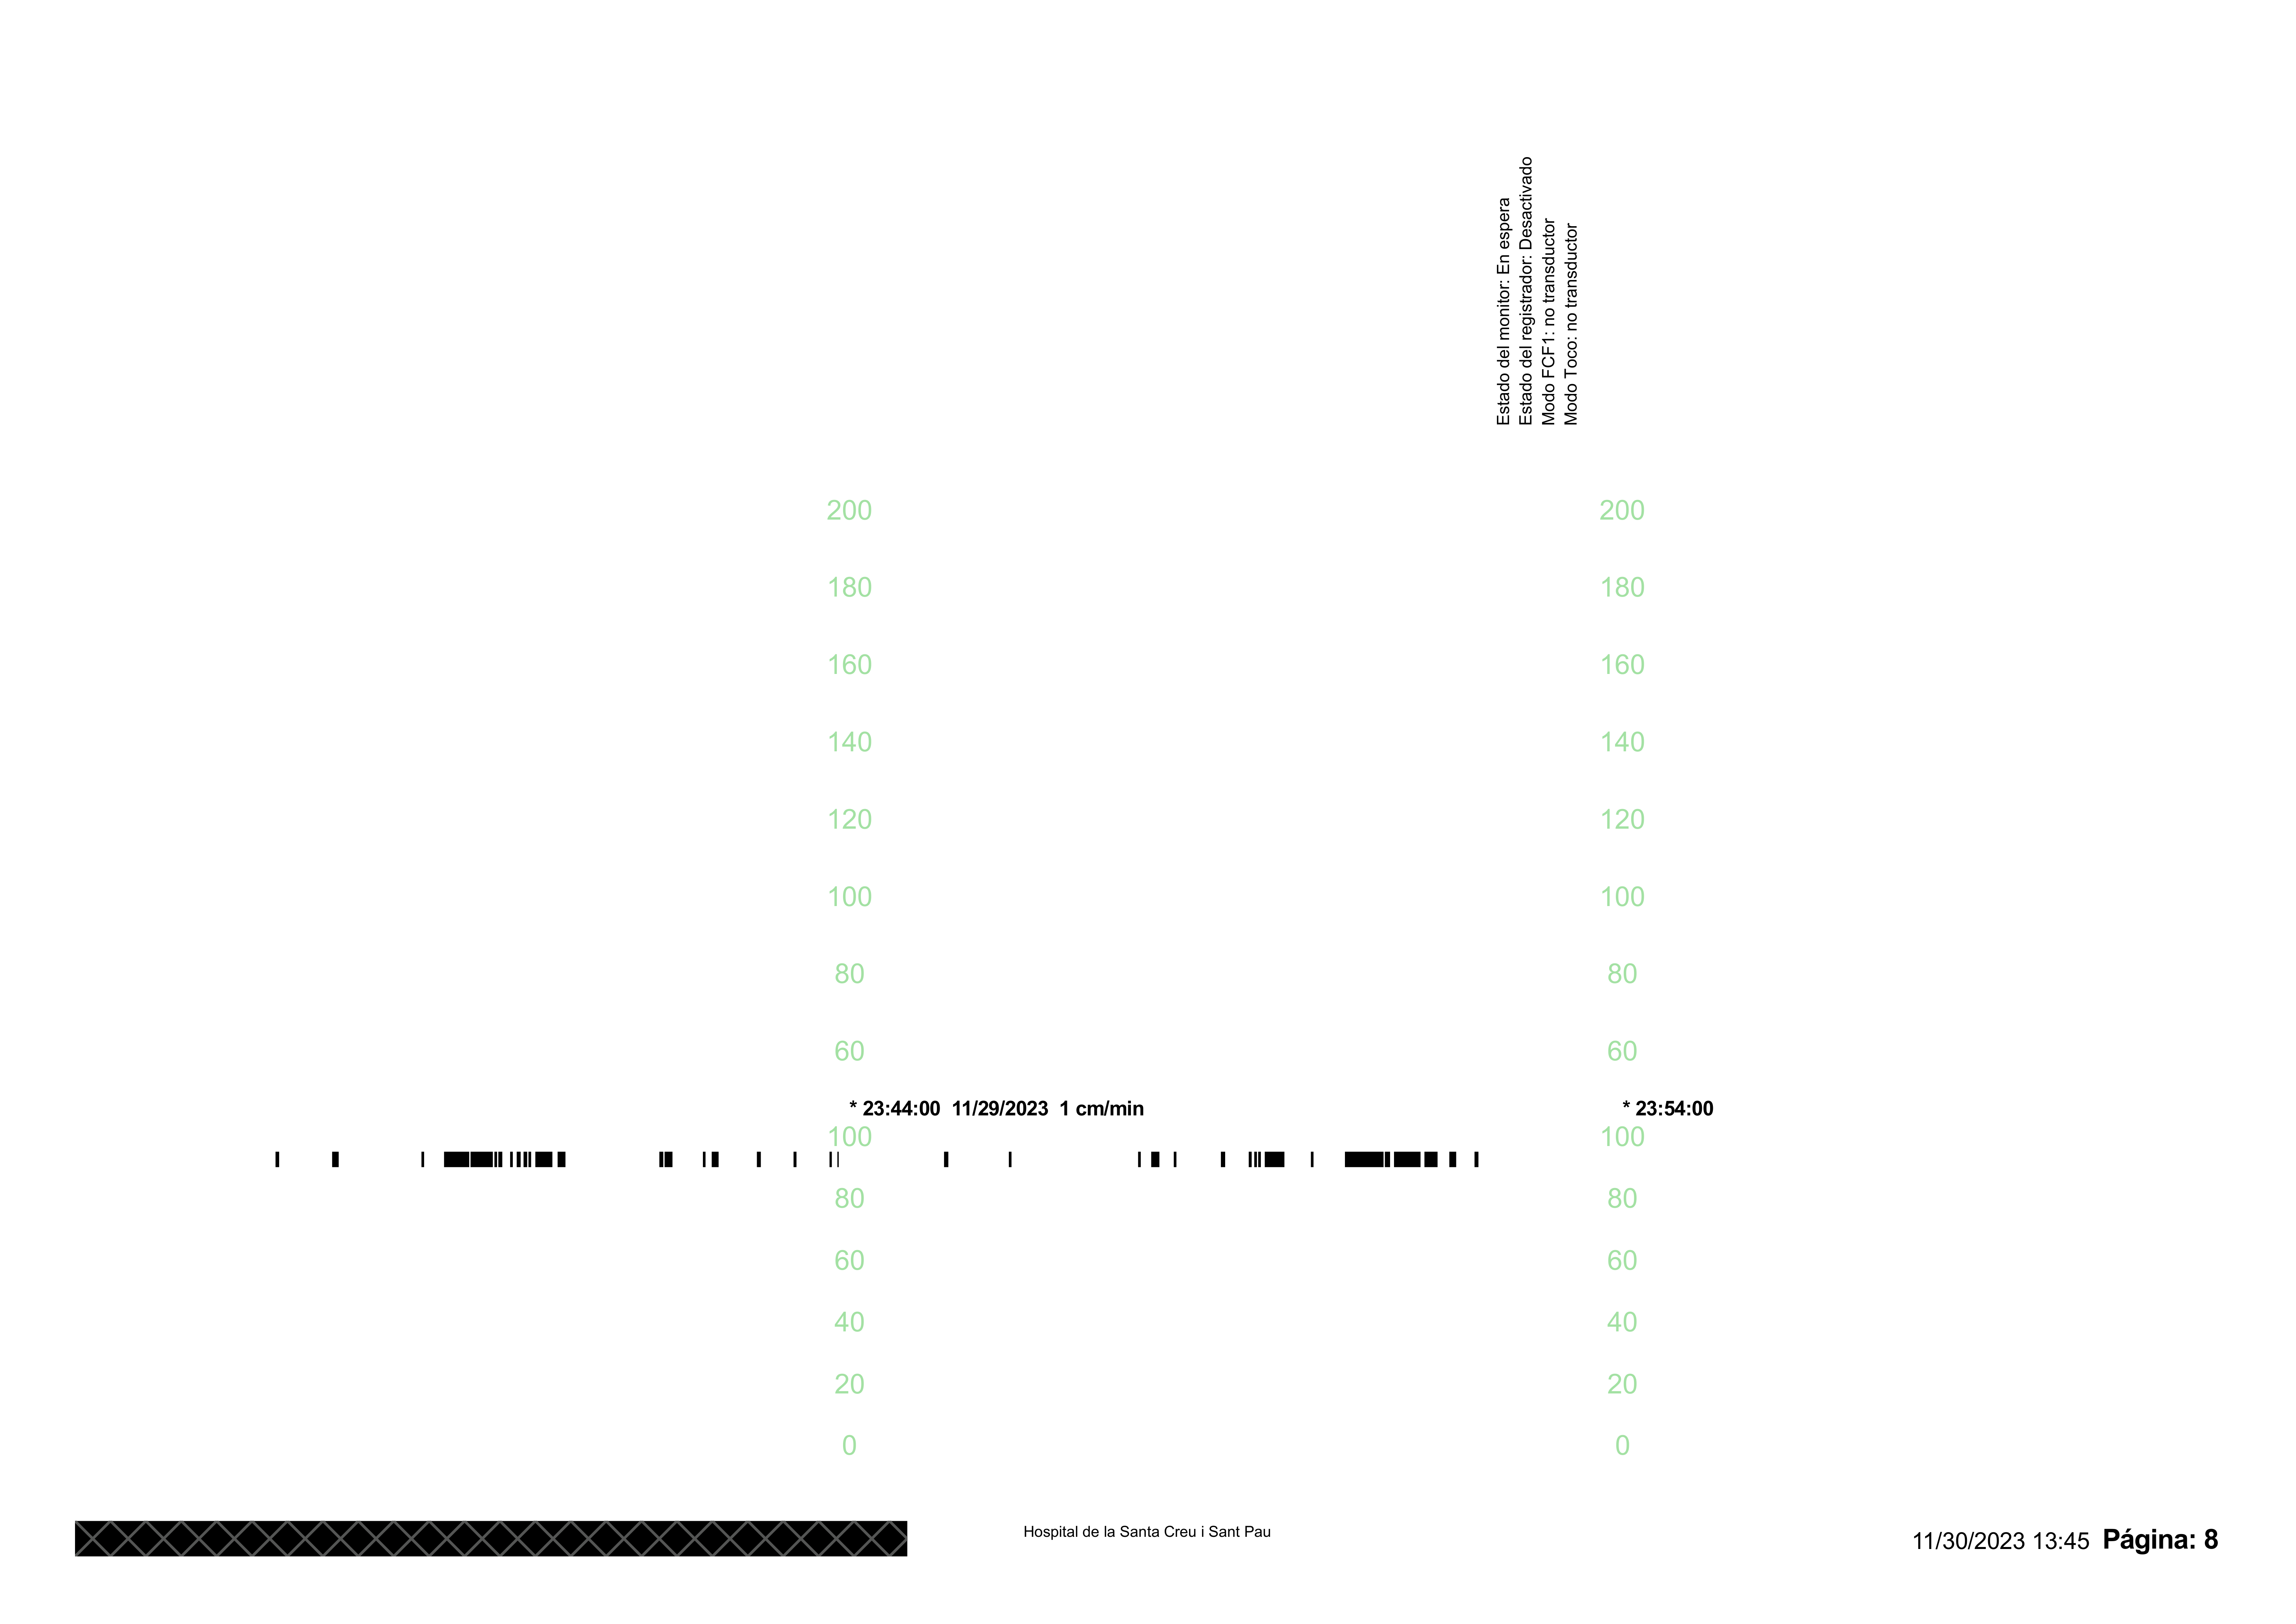 Estado del monitor: En espera
Estado del registrador: Desactivado
Modo FCF1: no transductor
Modo Toco: no transductor
200 200
180 180
160 160
140 140
120 120
100 100
80 80
60 60
* 23:44:00 11/29/2023 1 cm/min * 23:54:00
100 100
80 80
60 60
40 40
20 20
0 0
Hospital de la Santa Creu i Sant Pau
11/30/2023 13:45 Página: 8